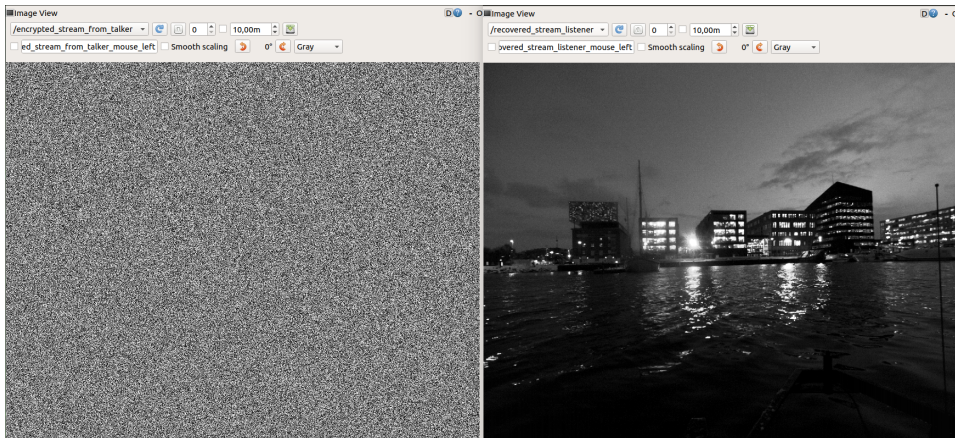 Image View
D
- O
/encrypted_stream_from_talker
0
10,00m
ed_stream_from_talker_mouse_left
Smooth scaling
0°
Gray
Image View
D
- O
/recovered_stream_listener
0
10,00m
overed_stream_listener_mouse_left
Smooth scaling
0°
Gray